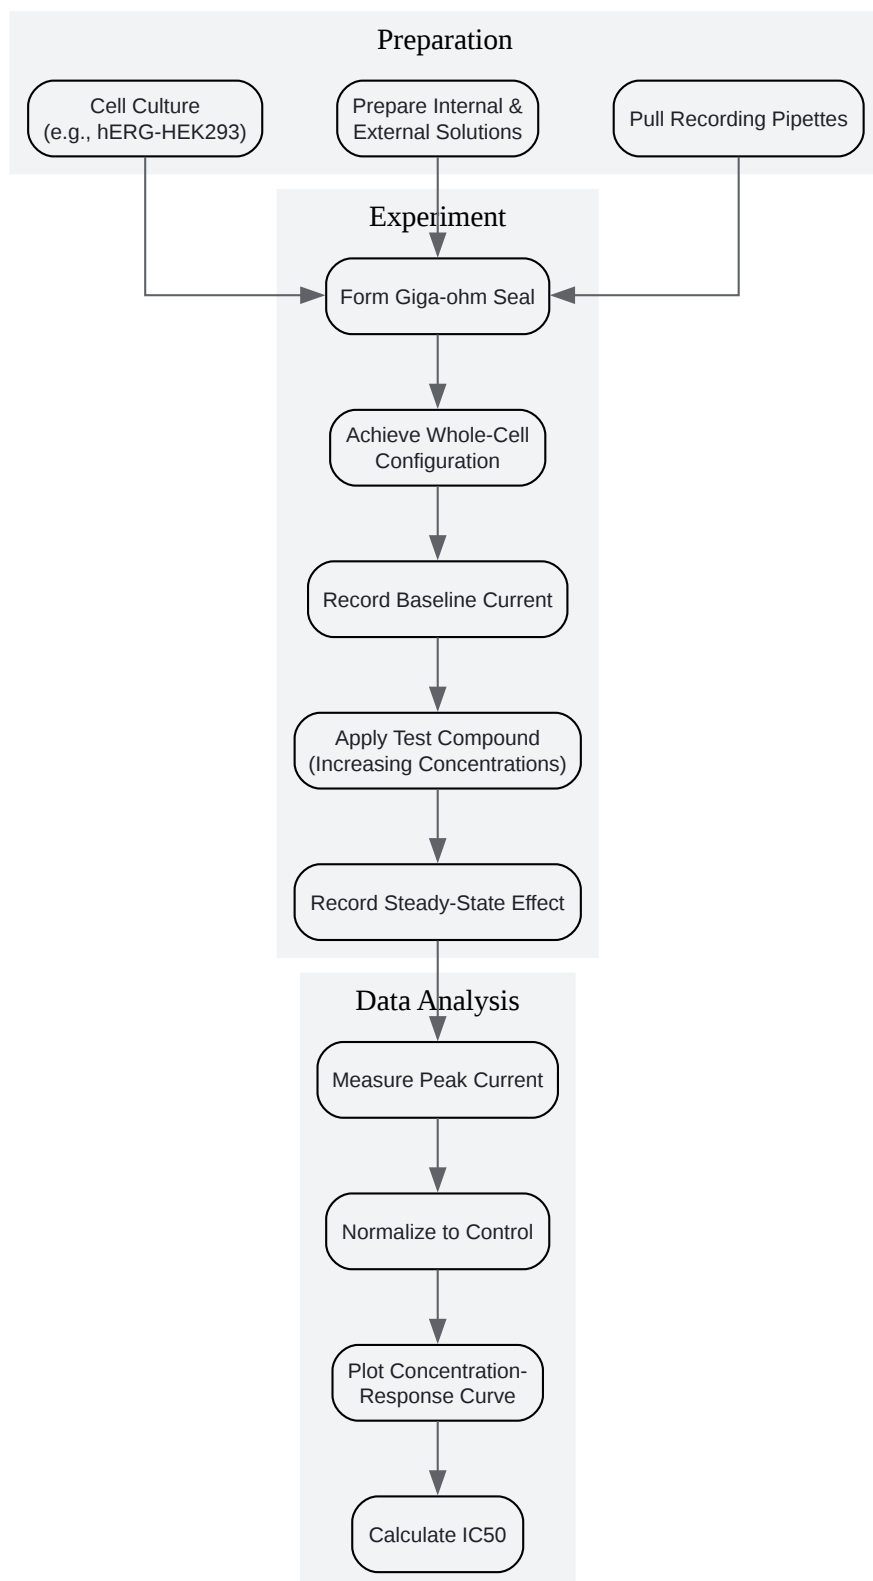 Preparation
Cell Culture
(e.g., hERG-HEK293)
Prepare Internal &
External Solutions
Pull Recording Pipettes
Experiment
Form Giga-ohm Seal
Achieve Whole-Cell
Configuration
Record Baseline Current
Apply Test Compound
(Increasing Concentrations)
Record Steady-State Effect
Data Analysis
Measure Peak Current
Normalize to Control
Plot Concentration-
Response Curve
Calculate IC50